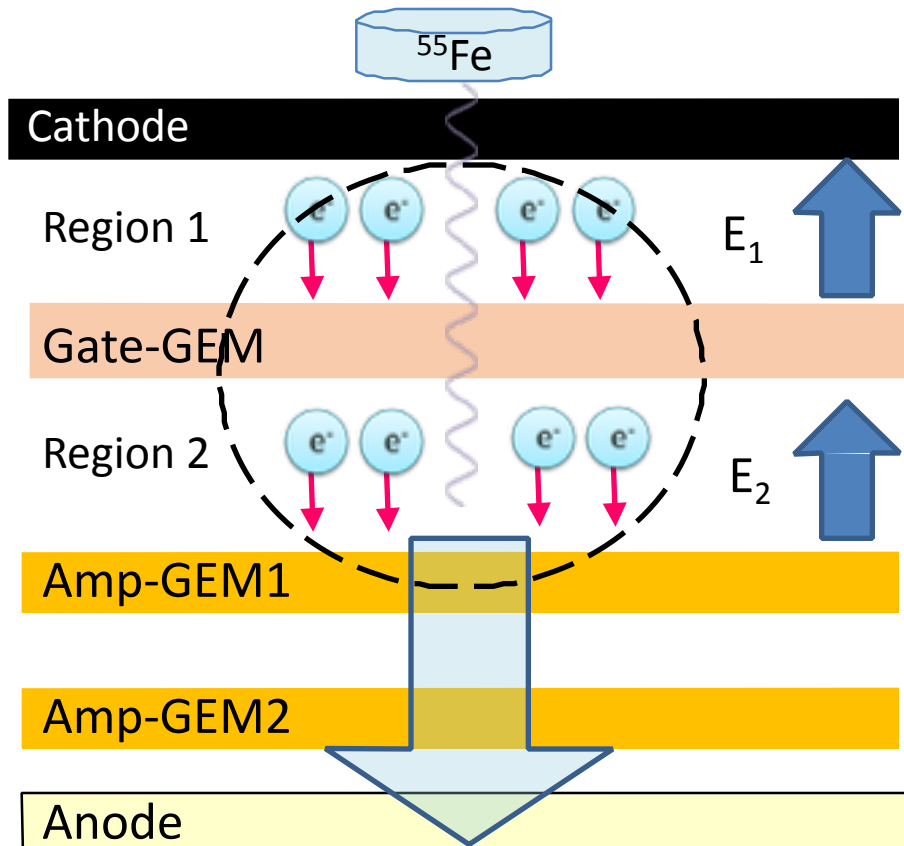 ⁵⁵Fe
Cathode
e⁻ e⁻ e⁻ e⁻
Region 1
E₁
Gate-GEM
e⁻ e⁻ e⁻ e⁻
Region 2
E₂
Amp-GEM1
Amp-GEM2
Anode